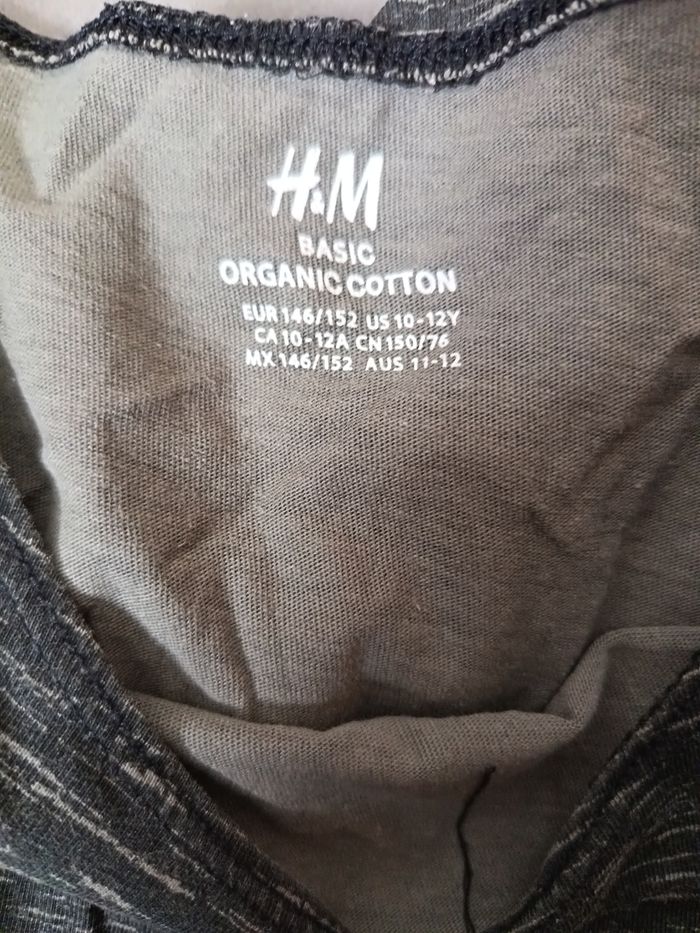 H&M
BASIC
ORGANIC COTTON
EUR 146/152 US 10-12Y
CA 10-12A CN 150/76
MX 146/152 AUS 11-12